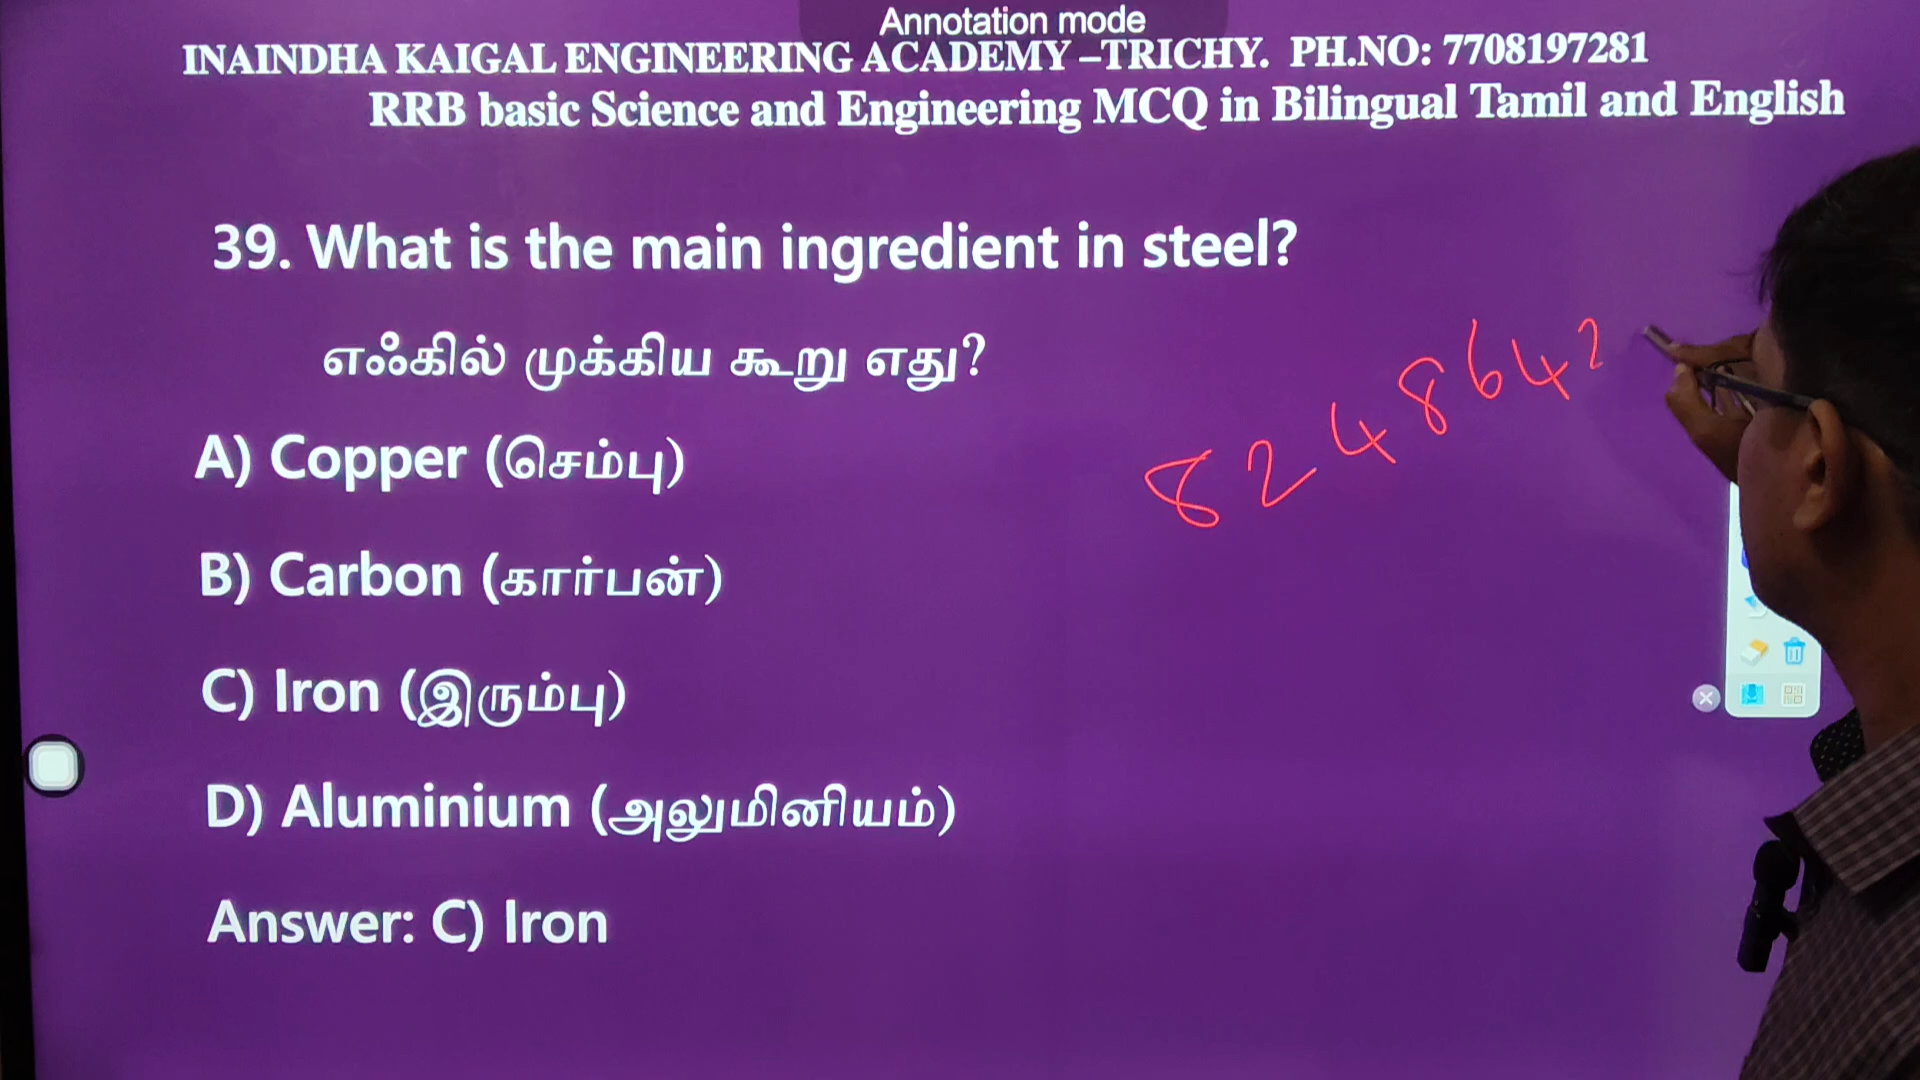 Annotation mode
INAINDHA KAIGAL ENGINEERING ACADEMY –TRICHY. PH.NO: 7708197281
RRB basic Science and Engineering MCQ in Bilingual Tamil and English
39. What is the main ingredient in steel?
எஃகில் முக்கிய கூறு எது?
8248642
A) Copper (செம்பு)
B) Carbon (கார்பன்)
C) Iron (இரும்பு)
D) Aluminium (அலுமினியம்)
Answer: C) Iron